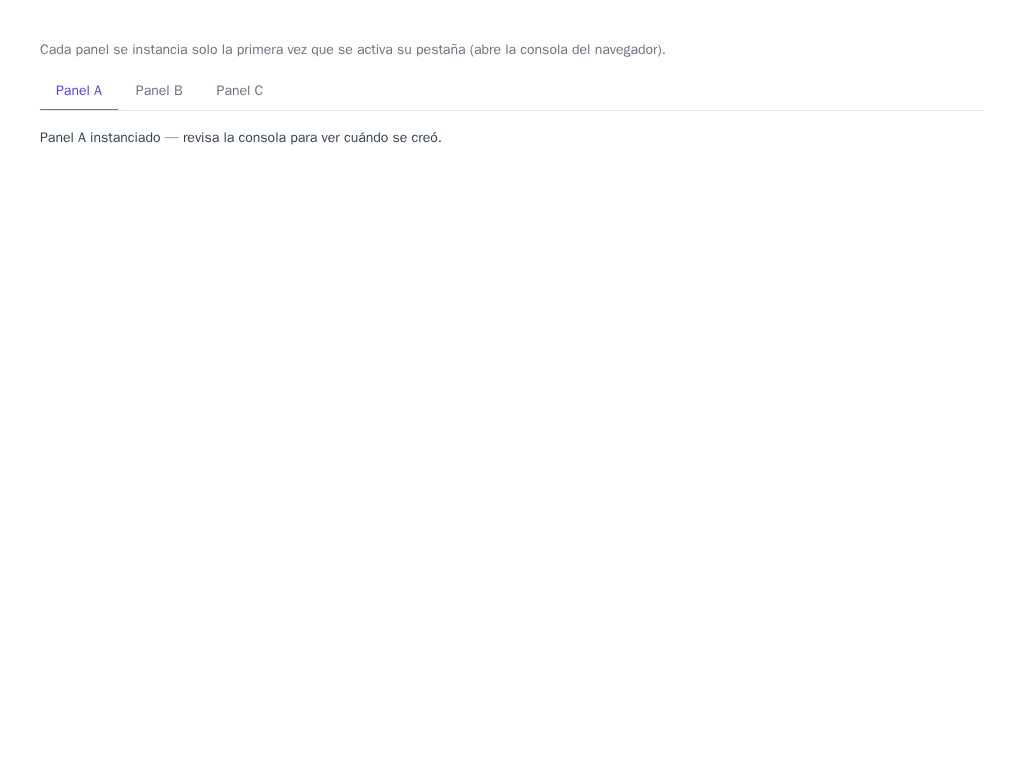 Cada panel se instancia solo la primera vez que se activa su pestaña (abre la consola del navegador).
Panel A Panel B Panel C
Panel A instanciado — revisa la consola para ver cuándo se creó.